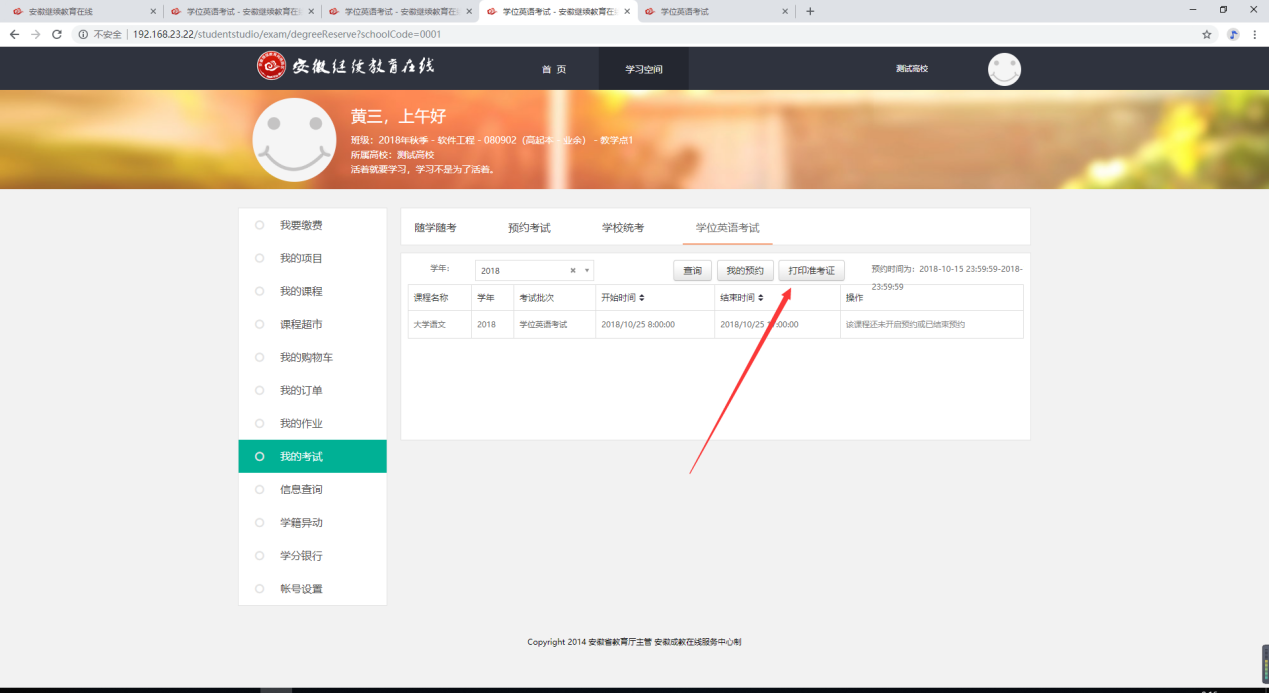 安徽继续教育在线
学位英语考试 - 安徽继续教育在
学位英语考试 - 安徽继续教育在
学位英语考试 - 安徽继续教育在
学位英语考试
不安全 192.168.23.22/studentstudio/exam/degreeReserve?schoolCode=0001
安徽继续教育在线
首 页
学习空间
测试高校
黄三，上午好
班级：2018年秋季 - 软件工程 - 080902（高起本 - 业余） - 教学点1
所属高校：测试高校
活着就要学习，学习不是为了活着。
我要缴费
我的项目
我的课程
课程超市
我的购物车
我的订单
我的作业
我的考试
信息查询
学籍异动
学分银行
帐号设置
随学随考 预约考试 学校统考 学位英语考试
学年： 2018 查询 我的预约 打印准考证 预约时间为：2018-10-15 23:59:59-2018-
23:59:59
课程名称 学年 考试批次 开始时间 结束时间 操作
大学语文 2018 学位英语考试 2018/10/25 8:00:00 2018/10/25 :00:00 该课程还未开启预约或已结束预约
Copyright 2014 安徽省教育厅主管 安徽成教在线服务中心制